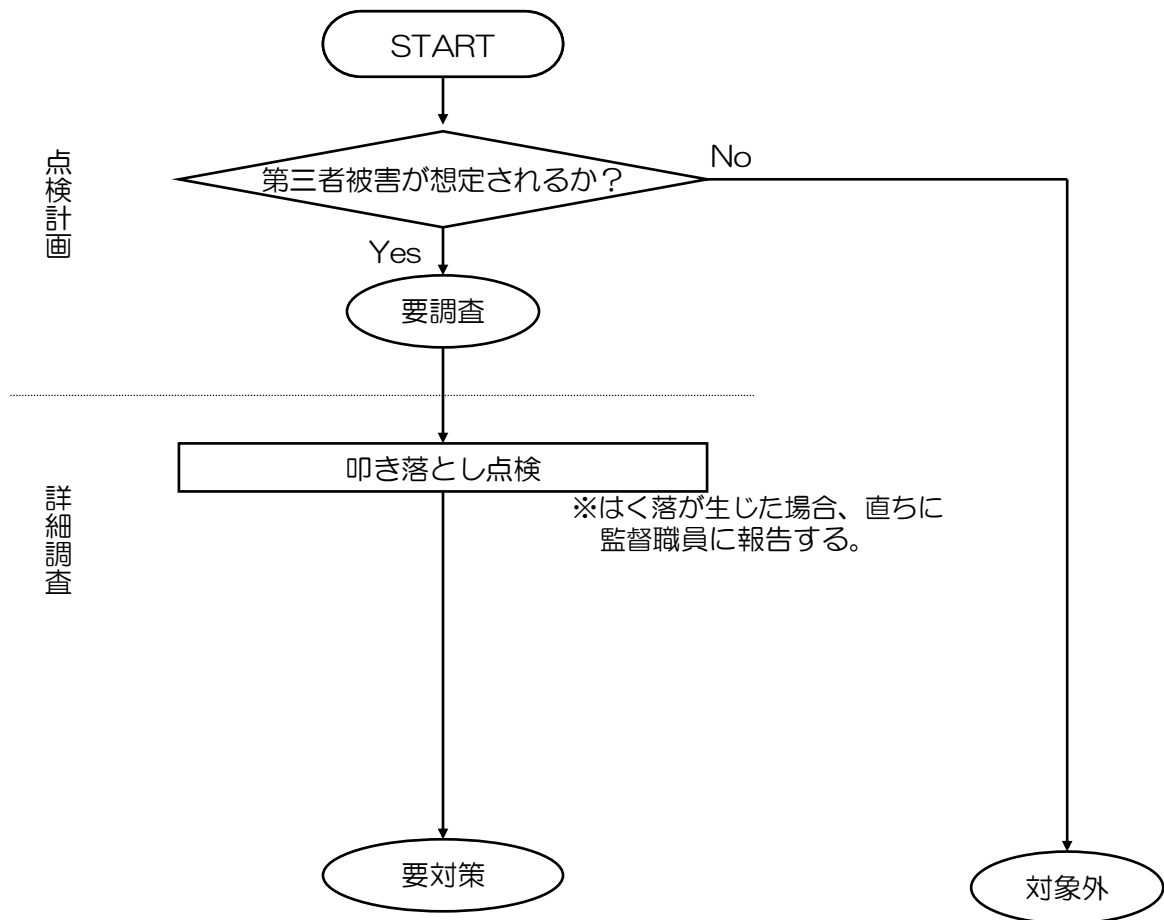 START
点検計画
第三者被害が想定されるか？
No
Yes
要調査
叩き落とし点検
※はく落が生じた場合、直ちに
監督職員に報告する。
詳細調査
要対策
対象外